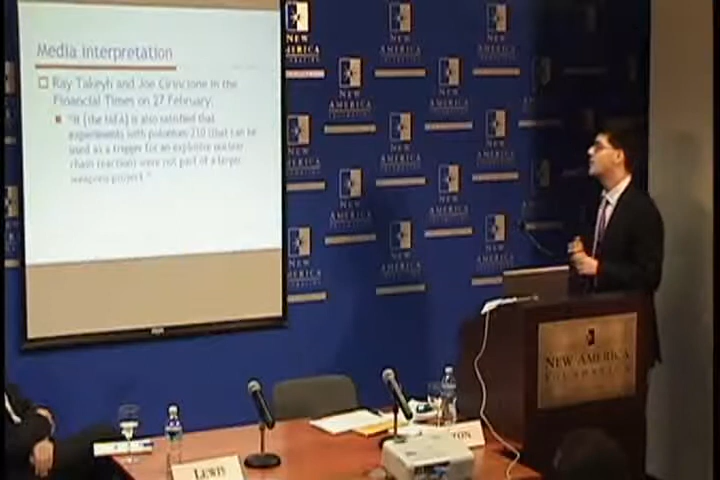 Media interpretation
Ray Takeyh and Joe Cirincione in the
Financial Times on 27 February:
"It [the IAEA] is also satisfied that
experiments with polonium 210 (that can be
used as a trigger for an explosive nuclear
chain reaction) were not part of a larger
weapons project."
NEW
AMERICA
FOUNDATION
NEW AMERICA
FOUNDATION
LEWIS
TON